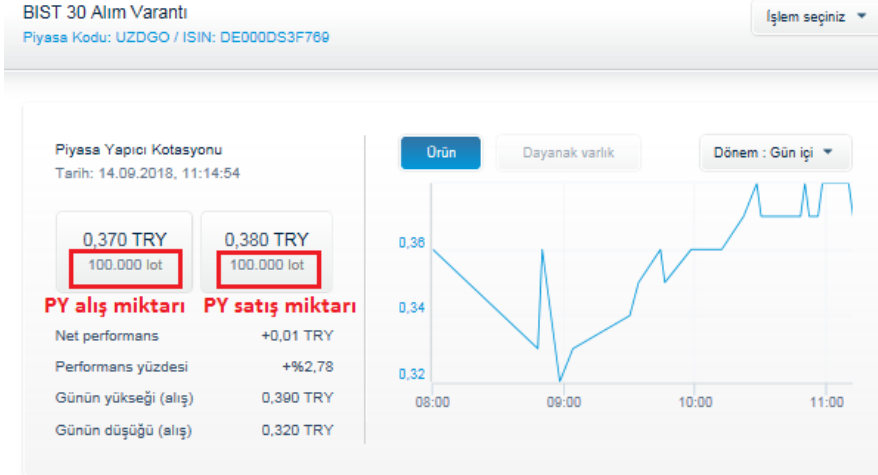 BIST 30 Alım Varantı
İşlem seçiniz
Piyasa Kodu: UZDGO / ISIN: DE000DS3F769
Piyasa Yapıcı Kotasyonu
Tarih: 14.09.2018, 11:14:54
0,370 TRY
100.000 lot
0,380 TRY
100.000 lot
PY alış miktarı
PY satış miktarı
Net performans +0,01 TRY
Performans yüzdesi +%2,78
Günün yükseği (alış) 0,390 TRY
Günün düşüğü (alış) 0,320 TRY
Ürün
Dayanak varlık
Dönem : Gün içi
0,36
0,34
0,32
08:00 09:00 10:00 11:00